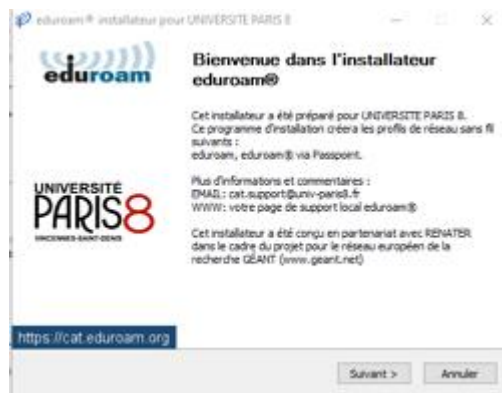 eduroam® installateur pour UNIVERSITE PARIS 8
eduroam
Bienvenue dans l'installateur
eduroam®
Cet installateur a été préparé pour UNIVERSITE PARIS 8.
Ce programme d'installation créera les profils de réseau sans fil
suivants :
eduroam, eduroam® via Passpoint.
Plus d'informations et commentaires :
EMAIL: cat.support@univ-paris8.fr
WWW: votre page de support local eduroam®
Cet installateur a été conçu en partenariat avec RENATER
dans le cadre du projet pour le réseau européen de la
recherche GÉANT (www.geant.net)
UNIVERSITÉ
PARIS8
VINCENNES-SAINT-DENIS
https://cat.eduroam.org
Suivant >
Annuler